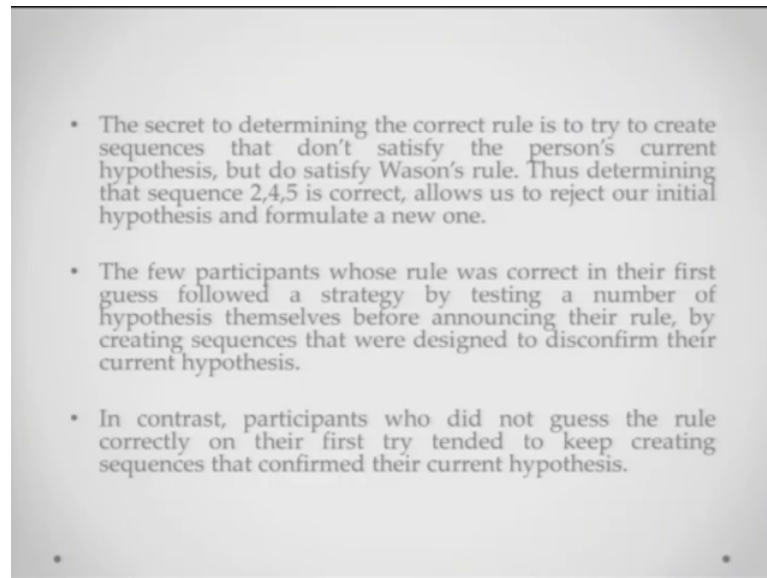 • The secret to determining the correct rule is to try to create
sequences that don't satisfy the person's current
hypothesis, but do satisfy Wason's rule. Thus determining
that sequence 2,4,5 is correct, allows us to reject our initial
hypothesis and formulate a new one.
• The few participants whose rule was correct in their first
guess followed a strategy by testing a number of
hypothesis themselves before announcing their rule, by
creating sequences that were designed to disconfirm their
current hypothesis.
• In contrast, participants who did not guess the rule
correctly on their first try tended to keep creating
sequences that confirmed their current hypothesis.